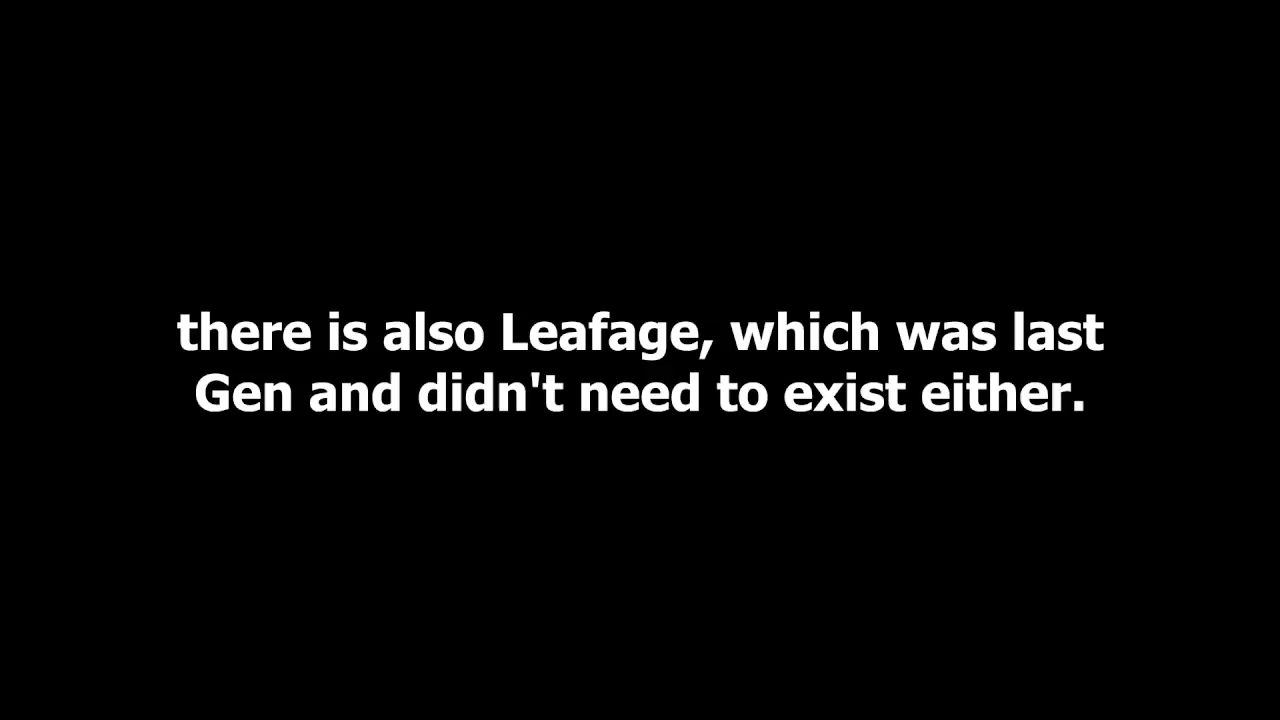 there is also Leafage, which was last
Gen and didn't need to exist either.